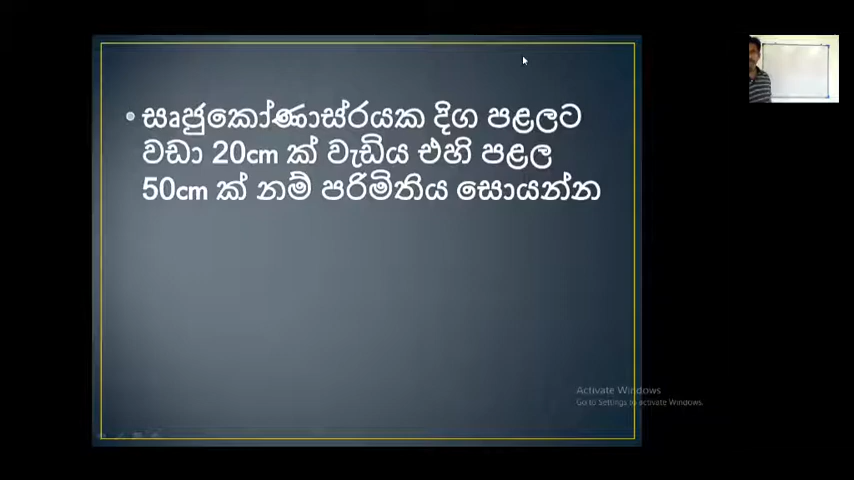 • සෘජුකෝණාස්රයක දිග පළලට
වඩා 20cm ක් වැඩිය එහි පළල
50cm ක් නම් පරිමිතිය සොයන්න
Activate Windows
Go to Settings to activate Windows.